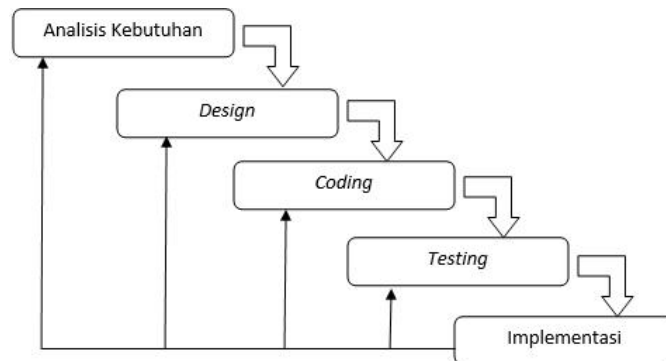 Analisis Kebutuhan
Design
Coding
Testing
Implementasi